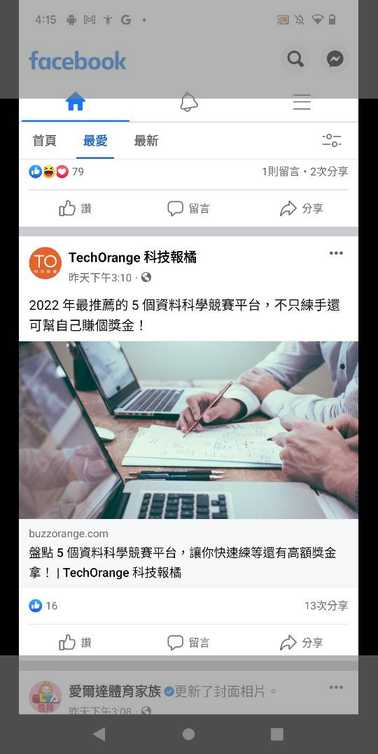 4:15
facebook
首頁 最愛 最新
79 1則留言・2次分享
讚 留言 分享
TO
TechOrange 科技報橘
昨天下午3:10・
2022 年最推薦的 5 個資料科學競賽平台，不只練手還
可幫自己賺個獎金！
buzzorange.com
盤點 5 個資料科學競賽平台，讓你快速練等還有高額獎金
拿！ | TechOrange 科技報橘
16 13次分享
讚 留言 分享
愛爾達體育家族 更新了封面相片。
昨天下午3:08・